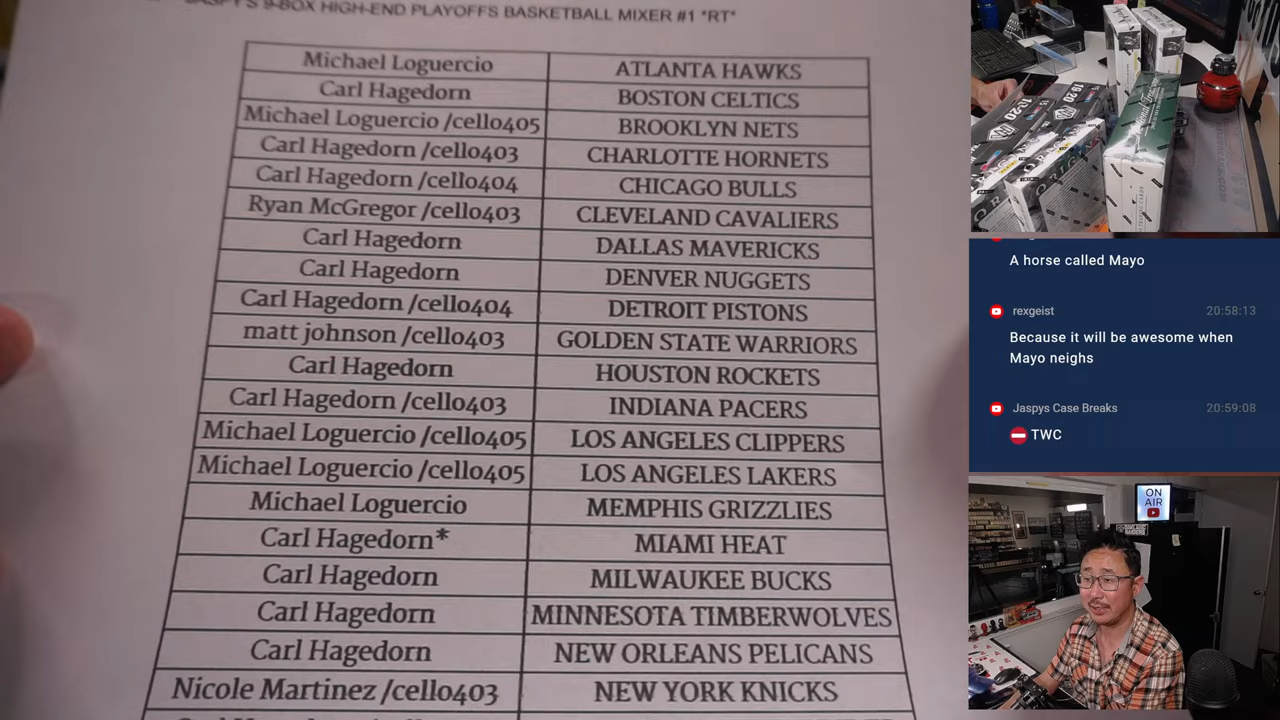 JASPY'S 9-BOX HIGH-END PLAYOFFS BASKETBALL MIXER #1 *RT*
Michael Loguercio ATLANTA HAWKS
Carl Hagedorn BOSTON CELTICS
Michael Loguercio /cello405 BROOKLYN NETS
Carl Hagedorn /cello403 CHARLOTTE HORNETS
Carl Hagedorn /cello404 CHICAGO BULLS
Ryan McGregor /cello403 CLEVELAND CAVALIERS
Carl Hagedorn DALLAS MAVERICKS
Carl Hagedorn DENVER NUGGETS
Carl Hagedorn /cello404 DETROIT PISTONS
matt johnson /cello403 GOLDEN STATE WARRIORS
Carl Hagedorn HOUSTON ROCKETS
Carl Hagedorn /cello403 INDIANA PACERS
Michael Loguercio /cello405 LOS ANGELES CLIPPERS
Michael Loguercio /cello405 LOS ANGELES LAKERS
Michael Loguercio MEMPHIS GRIZZLIES
Carl Hagedorn* MIAMI HEAT
Carl Hagedorn MILWAUKEE BUCKS
Carl Hagedorn MINNESOTA TIMBERWOLVES
Carl Hagedorn NEW ORLEANS PELICANS
Nicole Martinez /cello403 NEW YORK KNICKS
19-20
19-20
A horse called Mayo
rexgeist 20:58:13
Because it will be awesome when
Mayo neighs
Jaspys Case Breaks 20:59:08
TWC
ON
AIR